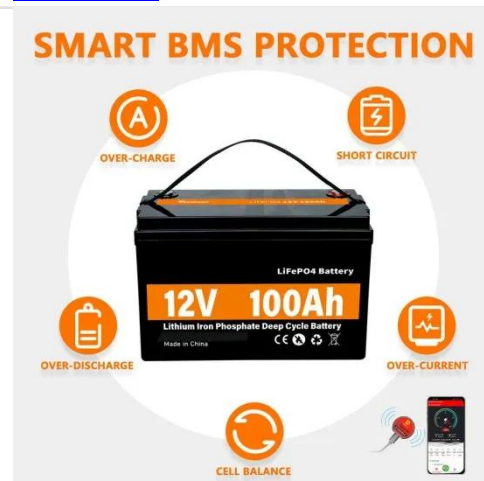 SMART BMS PROTECTION
A
OVER-CHARGE
SHORT CIRCUIT
LiFePO4 Battery
12V 100Ah
Lithium Iron Phosphate Deep Cycle Battery
Made in China
CE
OVER-DISCHARGE
OVER-CURRENT
CELL BALANCE